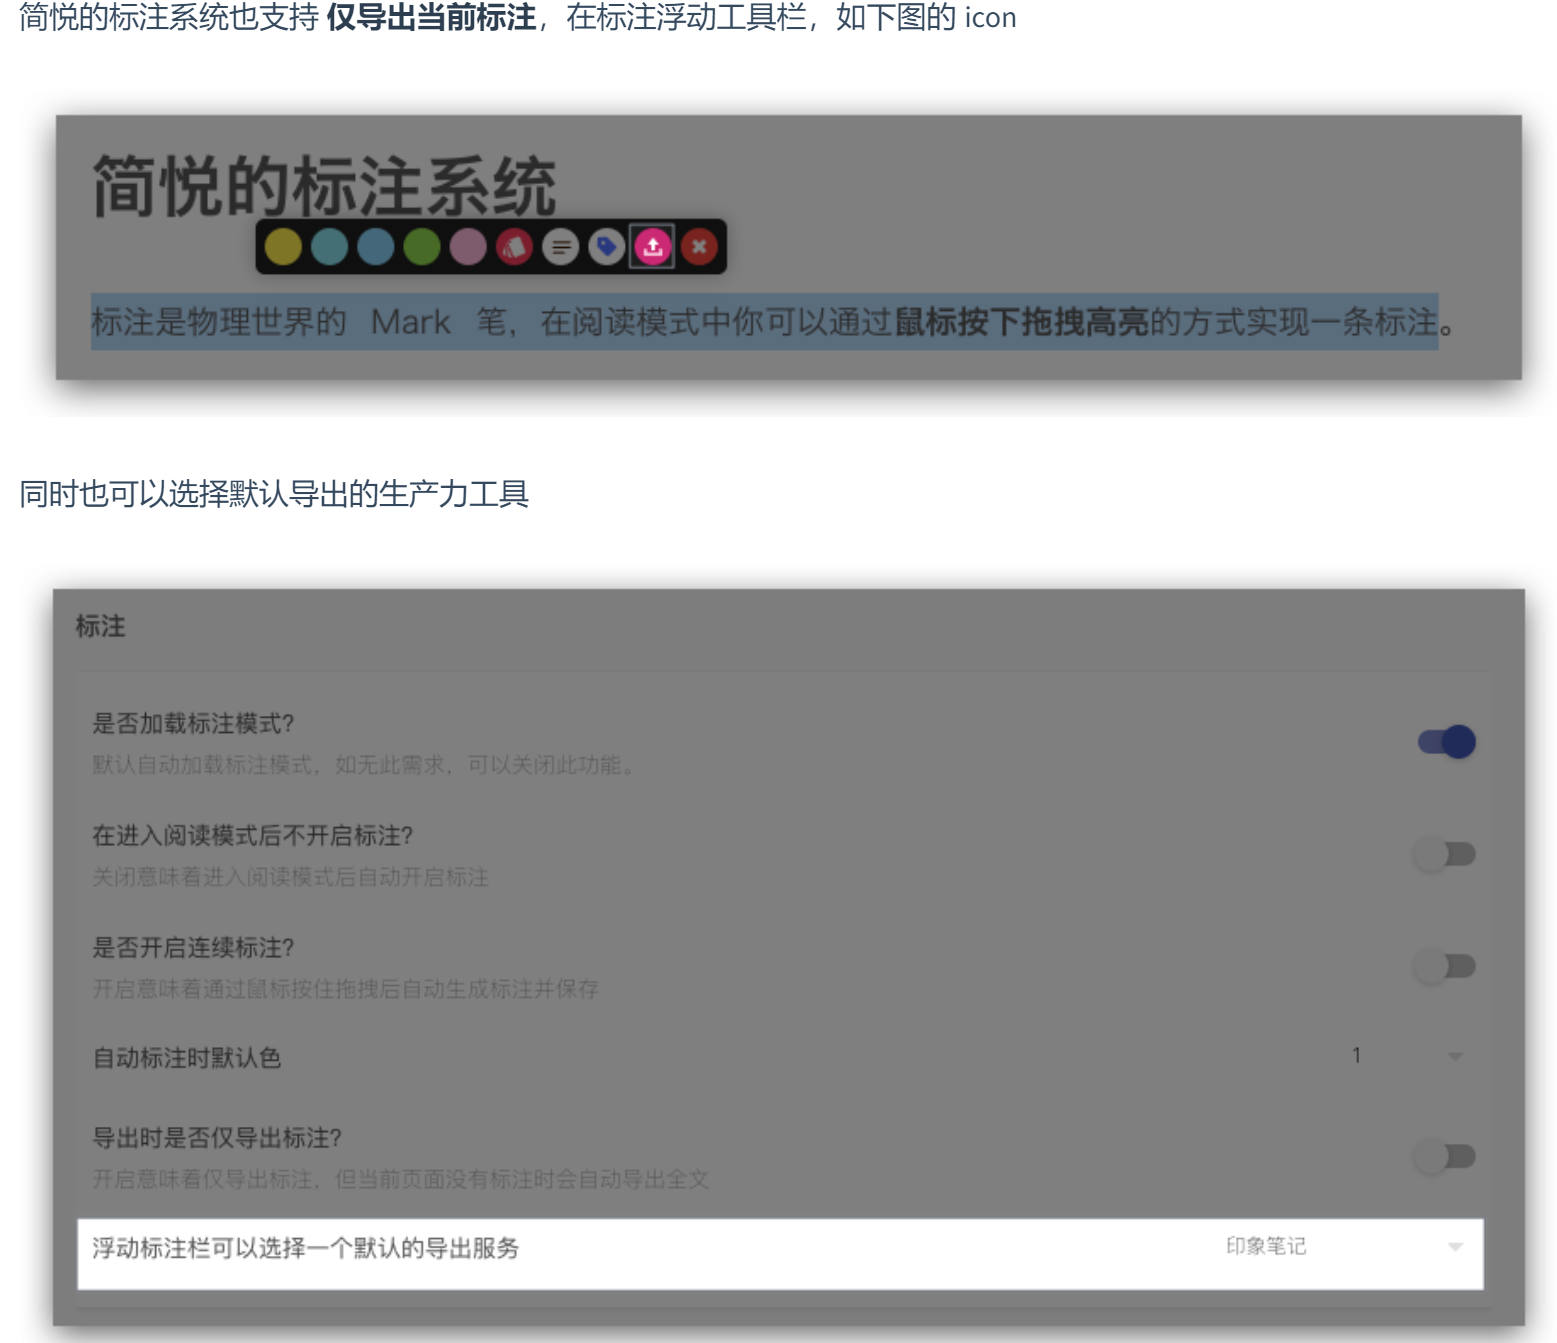 简悦的标注系统也支持 仅导出当前标注，在标注浮动工具栏，如下图的 icon
简悦的标注系统
标注是物理世界的 Mark 笔，在阅读模式中你可以通过鼠标按下拖拽高亮的方式实现一条标注。
同时也可以选择默认导出的生产力工具
标注
是否加载标注模式?
默认自动加载标注模式，如无此需求，可以关闭此功能。
在进入阅读模式后不开启标注?
关闭意味着进入阅读模式后自动开启标注
是否开启连续标注?
开启意味着通过鼠标按住拖拽后自动生成标注并保存
自动标注时默认色 1
导出时是否仅导出标注?
开启意味着仅导出标注，但当前页面没有标注时会自动导出全文
浮动标注栏可以选择一个默认的导出服务 印象笔记